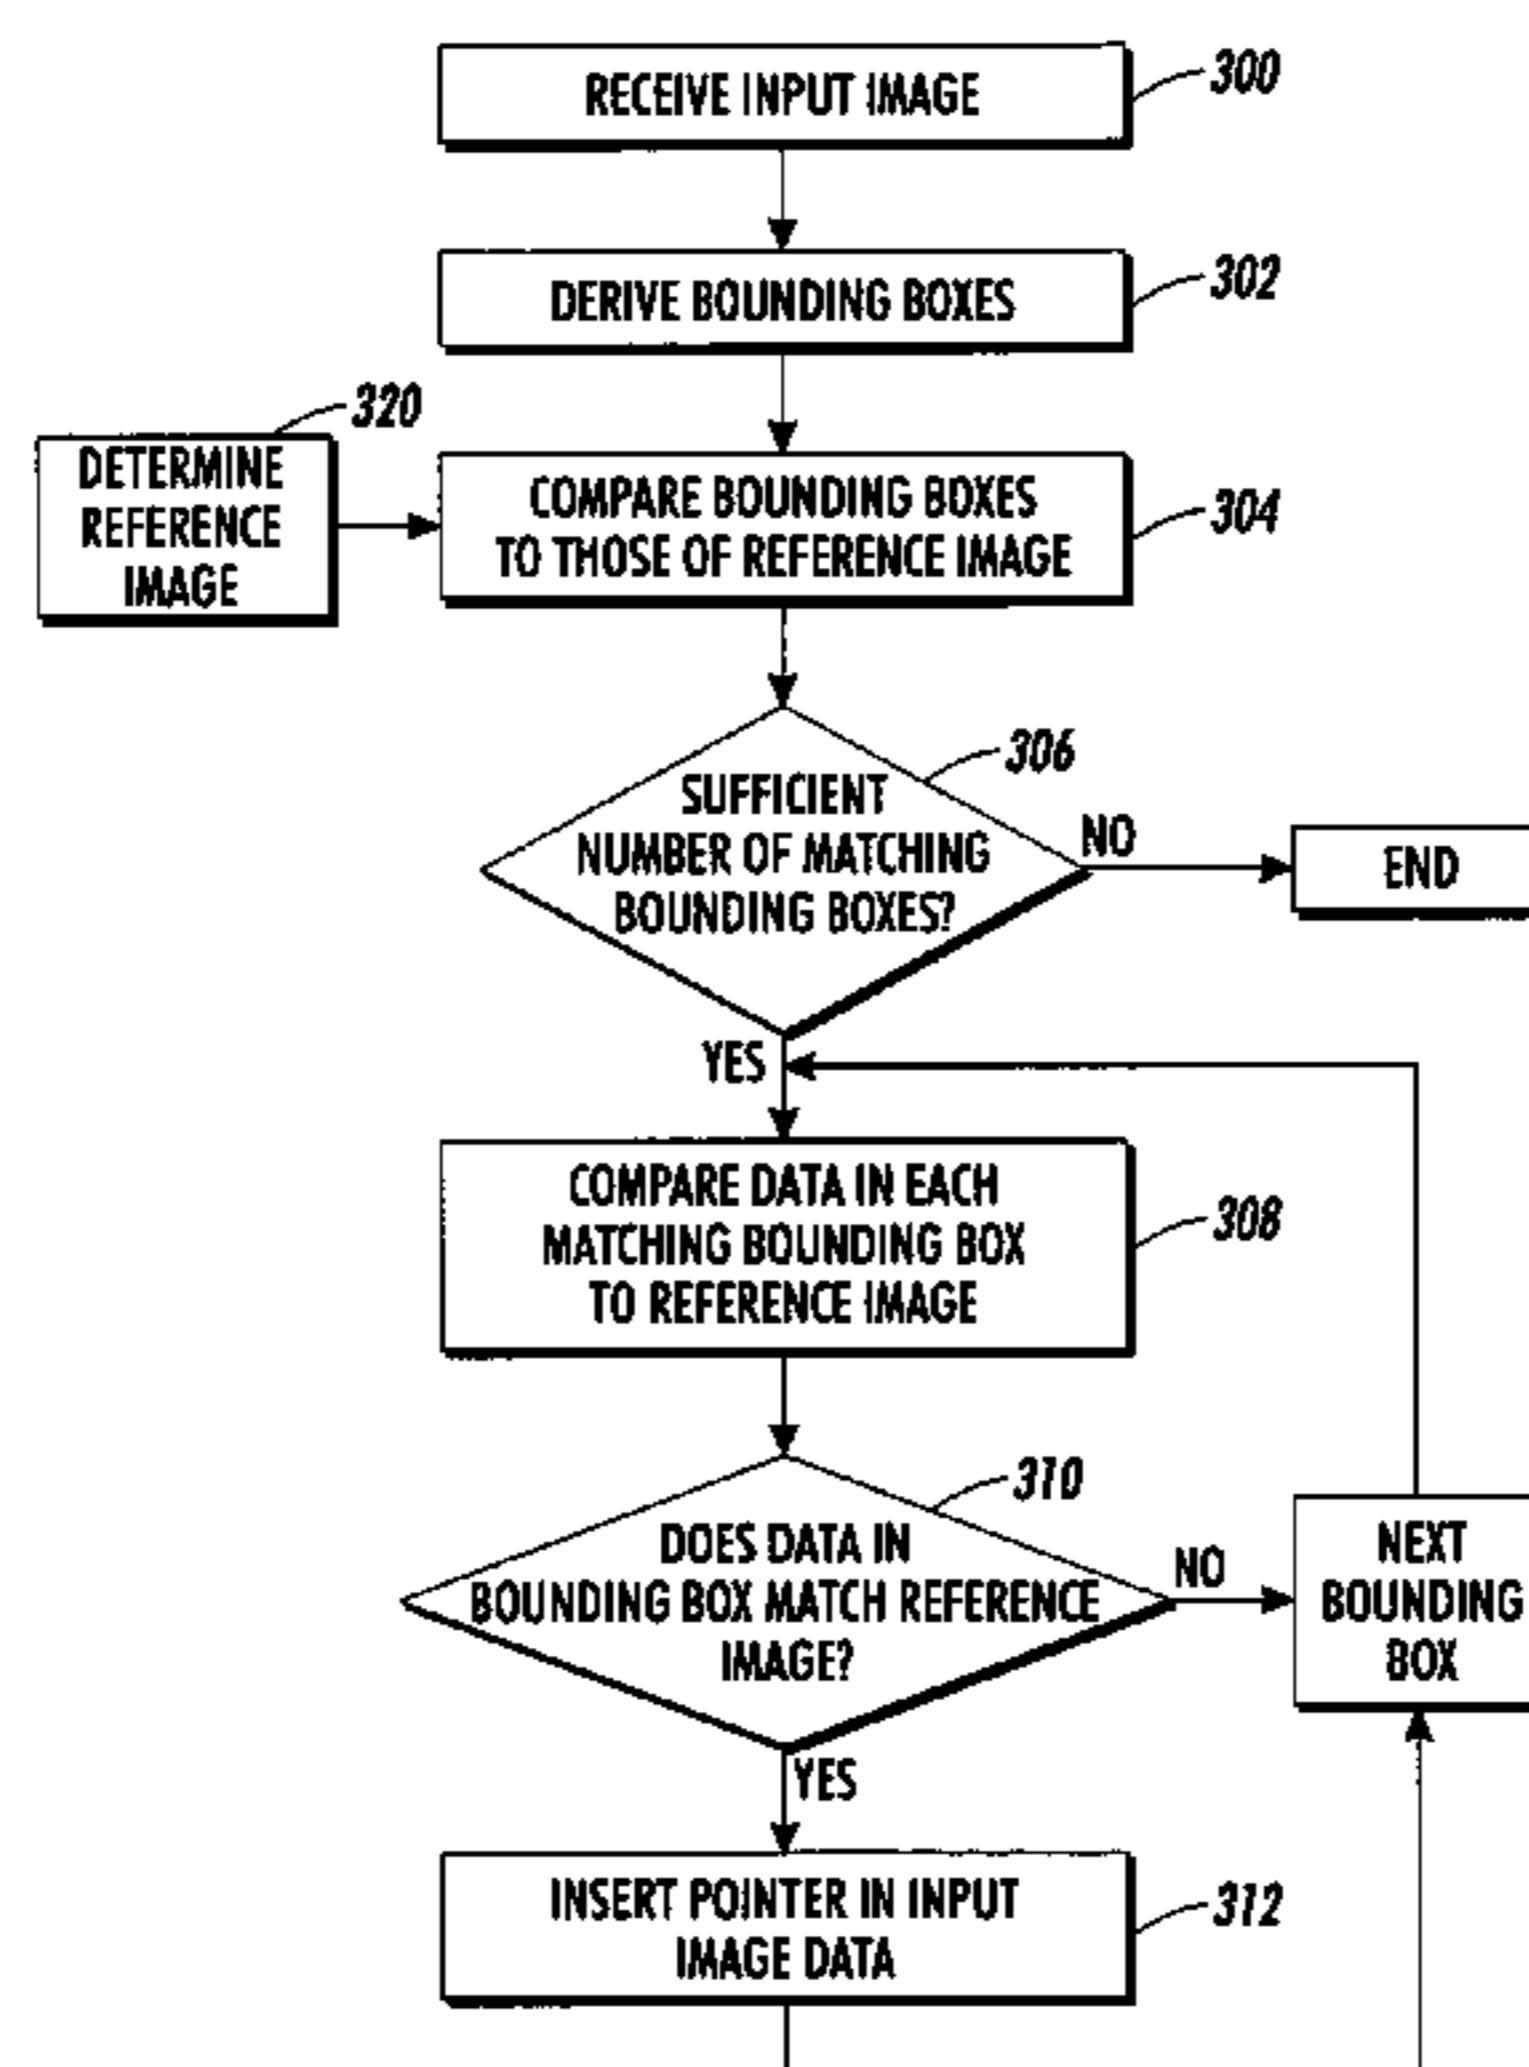 RECEIVE INPUT IMAGE
300
DERIVE BOUNDING BOXES
302
320
DETERMINE
REFERENCE
IMAGE
COMPARE BOUNDING BOXES
TO THOSE OF REFERENCE IMAGE
304
306
SUFFICIENT
NUMBER OF MATCHING
BOUNDING BOXES?
NO
END
YES
COMPARE DATA IN EACH
MATCHING BOUNDING BOX
TO REFERENCE IMAGE
308
310
DOES DATA IN
BOUNDING BOX MATCH REFERENCE
IMAGE?
NO
NEXT
BOUNDING
BOX
YES
INSERT POINTER IN INPUT
IMAGE DATA
312